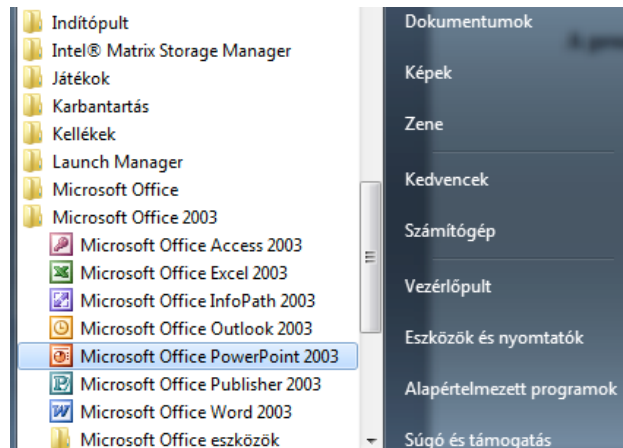 Indítópult
Intel® Matrix Storage Manager
Játékok
Karbantartás
Kellékek
Launch Manager
Microsoft Office
Microsoft Office 2003
Microsoft Office Access 2003
Microsoft Office Excel 2003
Microsoft Office InfoPath 2003
Microsoft Office Outlook 2003
Microsoft Office PowerPoint 2003
Microsoft Office Publisher 2003
Microsoft Office Word 2003
Microsoft Office eszközök
Dokumentumok
Képek
Zene
Kedvencek
Számítógép
Vezérlőpult
Eszközök és nyomtatók
Alapértelmezett programok
Súgó és támogatás